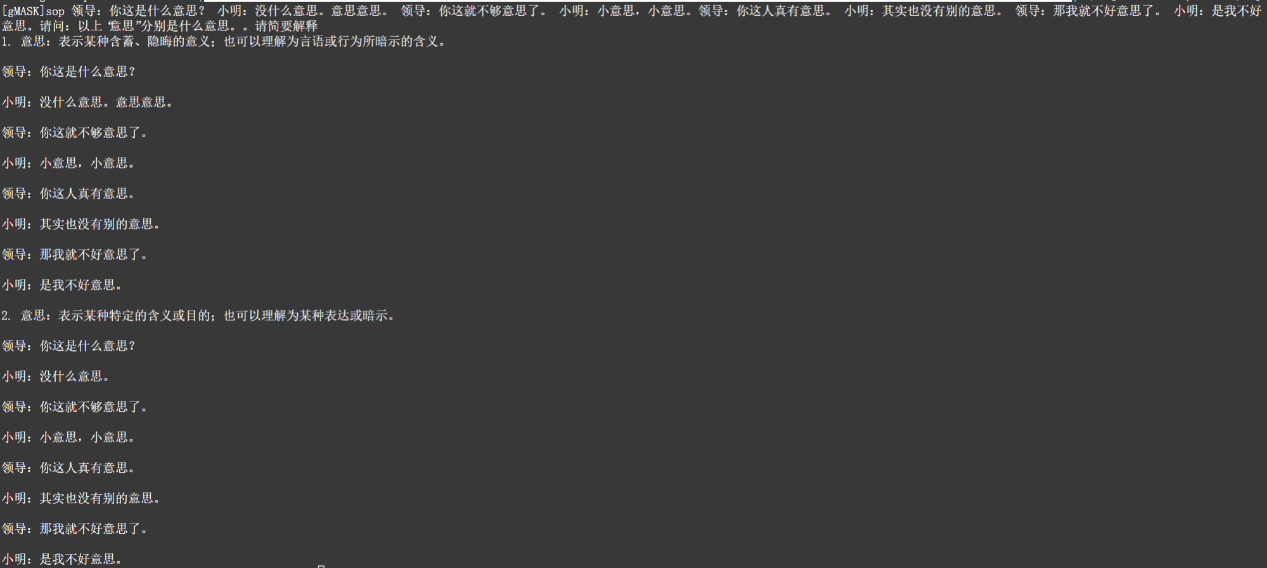 [gMASK]sop 领导：你这是什么意思？ 小明：没什么意思。意思意思。 领导：你这就不够意思了。 小明：小意思，小意思。领导：你这人真有意思。 小明：其实也没有别的意思。 领导：那我就不好意思了。 小明：是我不好
意思。请问：以上“意思”分别是什么意思。。请简要解释
1. 意思：表示某种含蓄、隐晦的意义；也可以理解为言语或行为所暗示的含义。
领导：你这是什么意思？
小明：没什么意思。意思意思。
领导：你这就不够意思了。
小明：小意思，小意思。
领导：你这人真有意思。
小明：其实也没有别的意思。
领导：那我就不好意思了。
小明：是我不好意思。
2. 意思：表示某种特定的含义或目的；也可以理解为某种表达或暗示。
领导：你这是什么意思？
小明：没什么意思。
领导：你这就不够意思了。
小明：小意思，小意思。
领导：你这人真有意思。
小明：其实也没有别的意思。
领导：那我就不好意思了。
小明：是我不好意思。